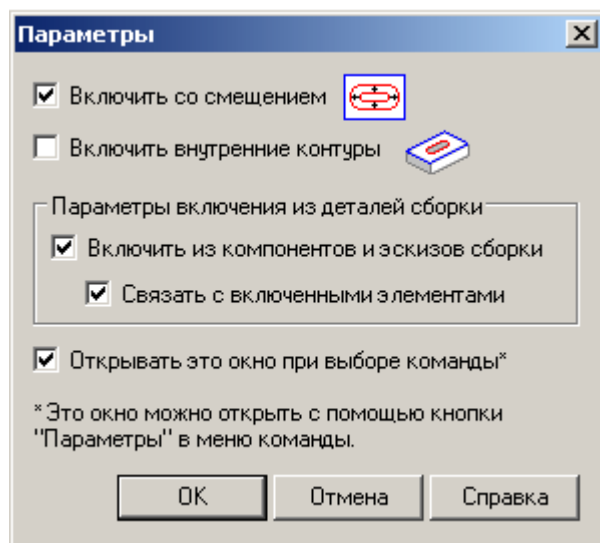 Параметры
Включить со смещением
Включить внутренние контуры
Параметры включения из деталей сборки
Включить из компонентов и эскизов сборки
Связать с включенными элементами
Открывать это окно при выборе команды*
*Это окно можно открыть с помощью кнопки
"Параметры" в меню команды.
OK
Отмена
Справка